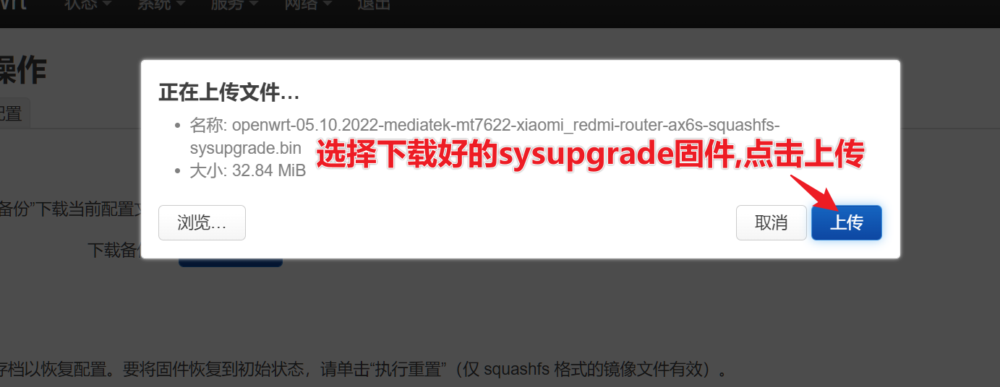 wrt 状态 系统 服务 网络 退出
操作
配置
正在上传文件…
名称: openwrt-05.10.2022-mediatek-mt7622-xiaomi_redmi-router-ax6s-squashfs-
sysupgrade.bin
选择下载好的sysupgrade固件,点击上传
大小: 32.84 MiB
备份”下载当前配置文
浏览… 取消 上传
下载备份
存档以恢复配置。要将固件恢复到初始状态，请单击“执行重置”（仅 squashfs 格式的镜像文件有效）。